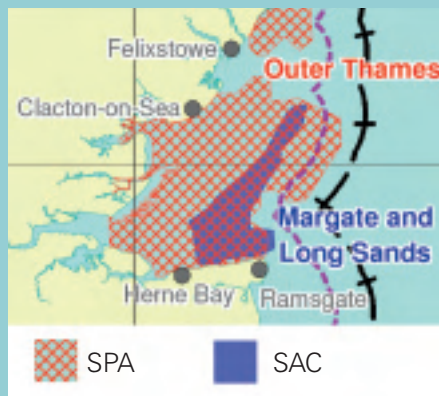 Felixstowe
Outer Thames
Clacton-on-Sea
Margate and
Long Sands
Herne Bay
Ramsgate
SPA
SAC